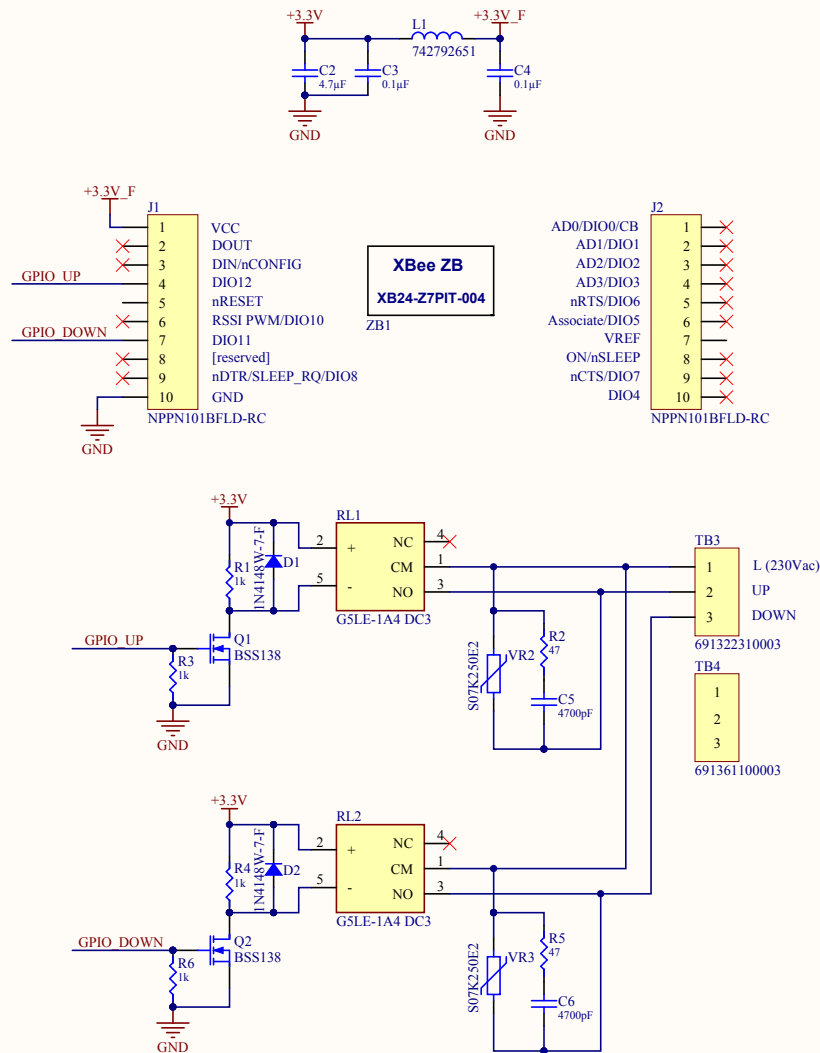 +3.3V
L1
+3.3V_F
742792651
C2
4.7µF
C3
0.1µF
C4
0.1µF
GND
GND
+3.3V_F
J1
1 VCC
2 DOUT
3 DIN/nCONFIG
GPIO_UP 4 DIO12
5 nRESET
6 RSSI PWM/DIO10
GPIO_DOWN 7 DIO11
8 [reserved]
9 nDTR/SLEEP_RQ/DIO8
10 GND
NPPN101BFLD-RC
GND
XBee ZB
XB24-Z7PIT-004
ZB1
J2
AD0/DIO0/CB 1
AD1/DIO1 2
AD2/DIO2 3
AD3/DIO3 4
nRTS/DIO6 5
Associate/DIO5 6
VREF 7
ON/nSLEEP 8
nCTS/DIO7 9
DIO4 10
NPPN101BFLD-RC
+3.3V
R1
1k
1N4148W-7-F
D1
RL1
2 + NC 4
CM 1
5 - NO 3
G5LE-1A4 DC3
GPIO_UP
Q1
BSS138
R3
1k
GND
S07K250E2
VR2
R2
47
C5
4700pF
TB3
1 L (230Vac)
2 UP
3 DOWN
691322310003
TB4
1
2
3
691361100003
+3.3V
R4
1k
1N4148W-7-F
D2
RL2
2 + NC 4
CM 1
5 - NO 3
G5LE-1A4 DC3
GPIO_DOWN
Q2
BSS138
R6
1k
GND
S07K250E2
VR3
R5
47
C6
4700pF